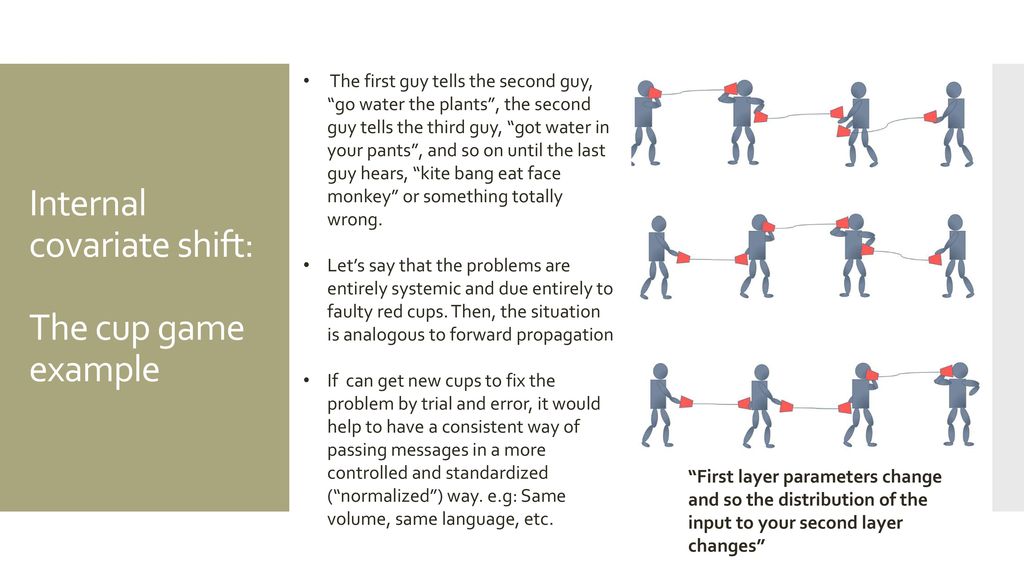 Internal
covariate shift:
The cup game
example
• The first guy tells the second guy,
“go water the plants”, the second
guy tells the third guy, “got water in
your pants”, and so on until the last
guy hears, “kite bang eat face
monkey” or something totally
wrong.
• Let’s say that the problems are
entirely systemic and due entirely to
faulty red cups. Then, the situation
is analogous to forward propagation
• If can get new cups to fix the
problem by trial and error, it would
help to have a consistent way of
passing messages in a more
controlled and standardized
(“normalized”) way. e.g: Same
volume, same language, etc.
“First layer parameters change
and so the distribution of the
input to your second layer
changes”